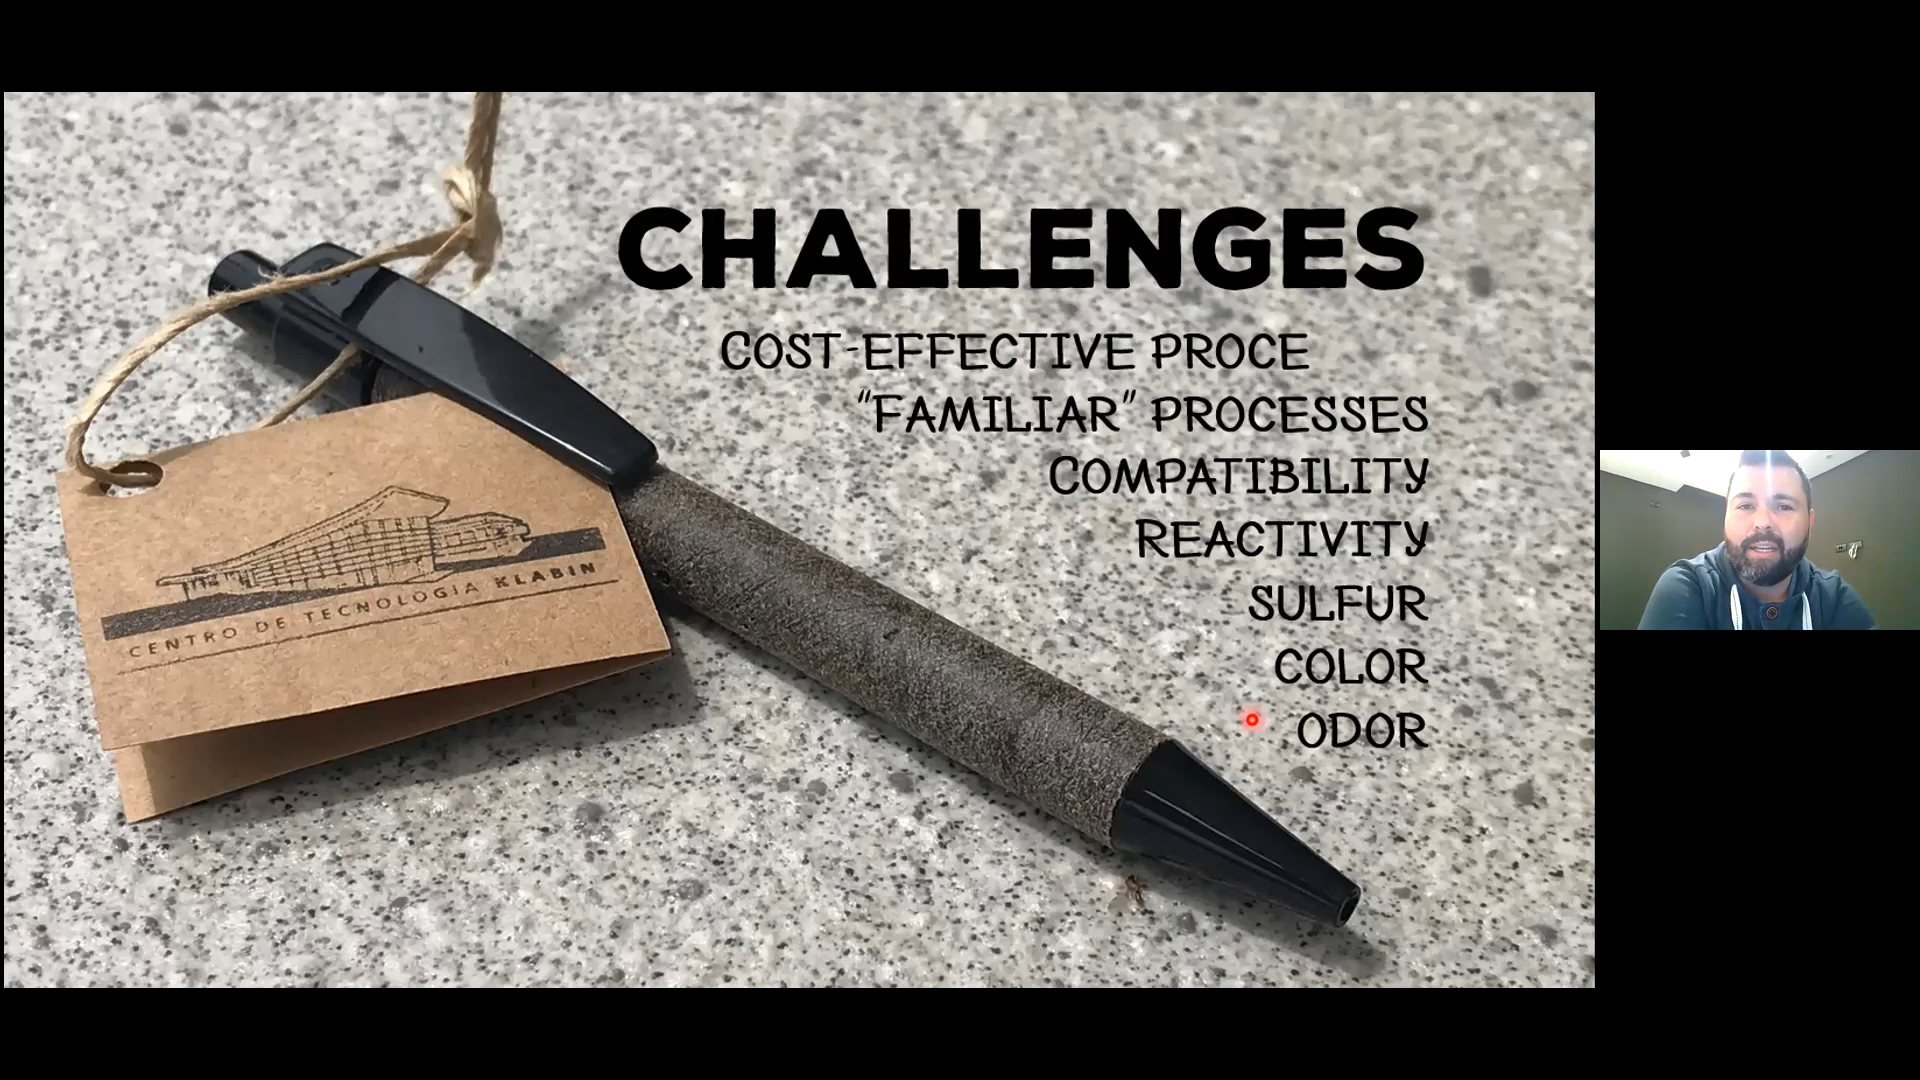 CHALLENGES
COST-EFFECTIVE PROCE
"FAMILIAR" PROCESSES
COMPATIBILITY
REACTIVITY
SULFUR
COLOR
ODOR
CENTRO DE TECNOLOGIA KLABIN